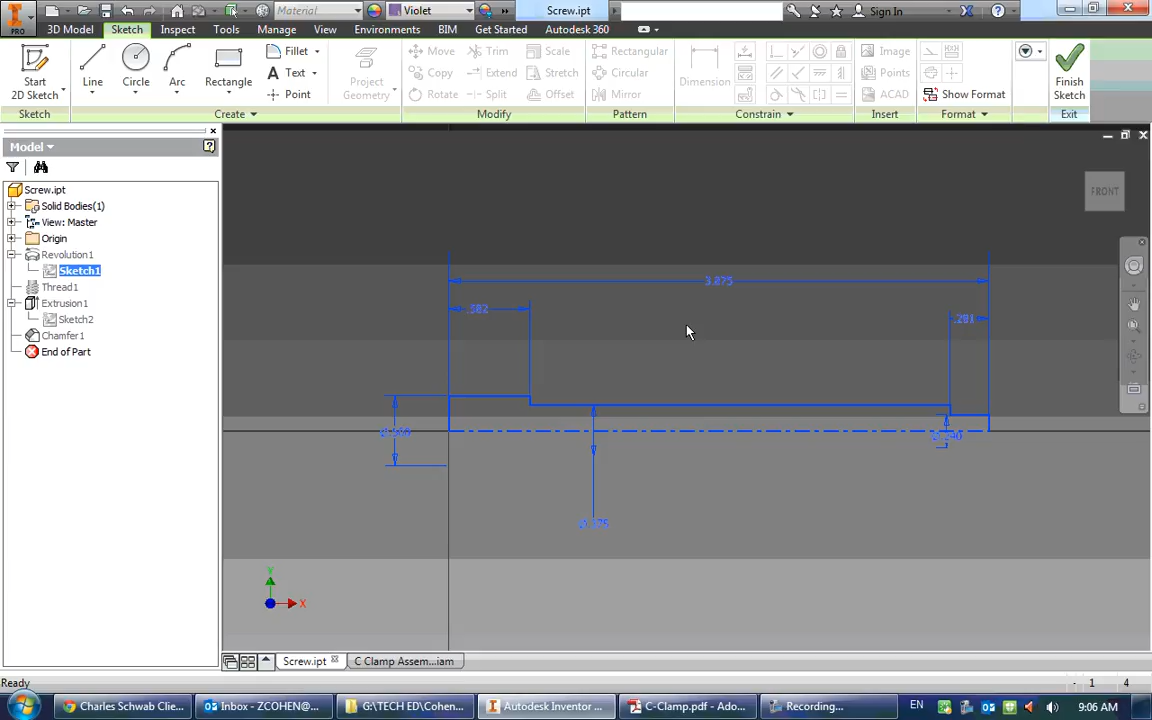 PRO
Material
Violet
Screw.ipt
Sign In
3D Model
Sketch
Inspect
Tools
Manage
View
Environments
BIM
Get Started
Autodesk 360
Start
2D Sketch
Line
Circle
Arc
Rectangle
Fillet
Text
Point
Project
Geometry
Move
Copy
Rotate
Trim
Extend
Split
Scale
Stretch
Offset
Rectangular
Circular
Mirror
Dimension
Image
Points
ACAD
Show Format
Finish
Sketch
Sketch
Create
Modify
Pattern
Constrain
Insert
Format
Exit
Model
Screw.ipt
Solid Bodies(1)
View: Master
Origin
Revolution1
Sketch1
Thread1
Extrusion1
Sketch2
Chamfer1
End of Part
FRONT
3.875
.201
Y
X
Screw.ipt
C Clamp Assem...iam
Ready
1
4
Charles Schwab Clie...
Inbox - ZCOHEN@...
G:\TECH ED\Cohen...
Autodesk Inventor ...
C-Clamp.pdf - Ado...
Recording...
EN
9:06 AM